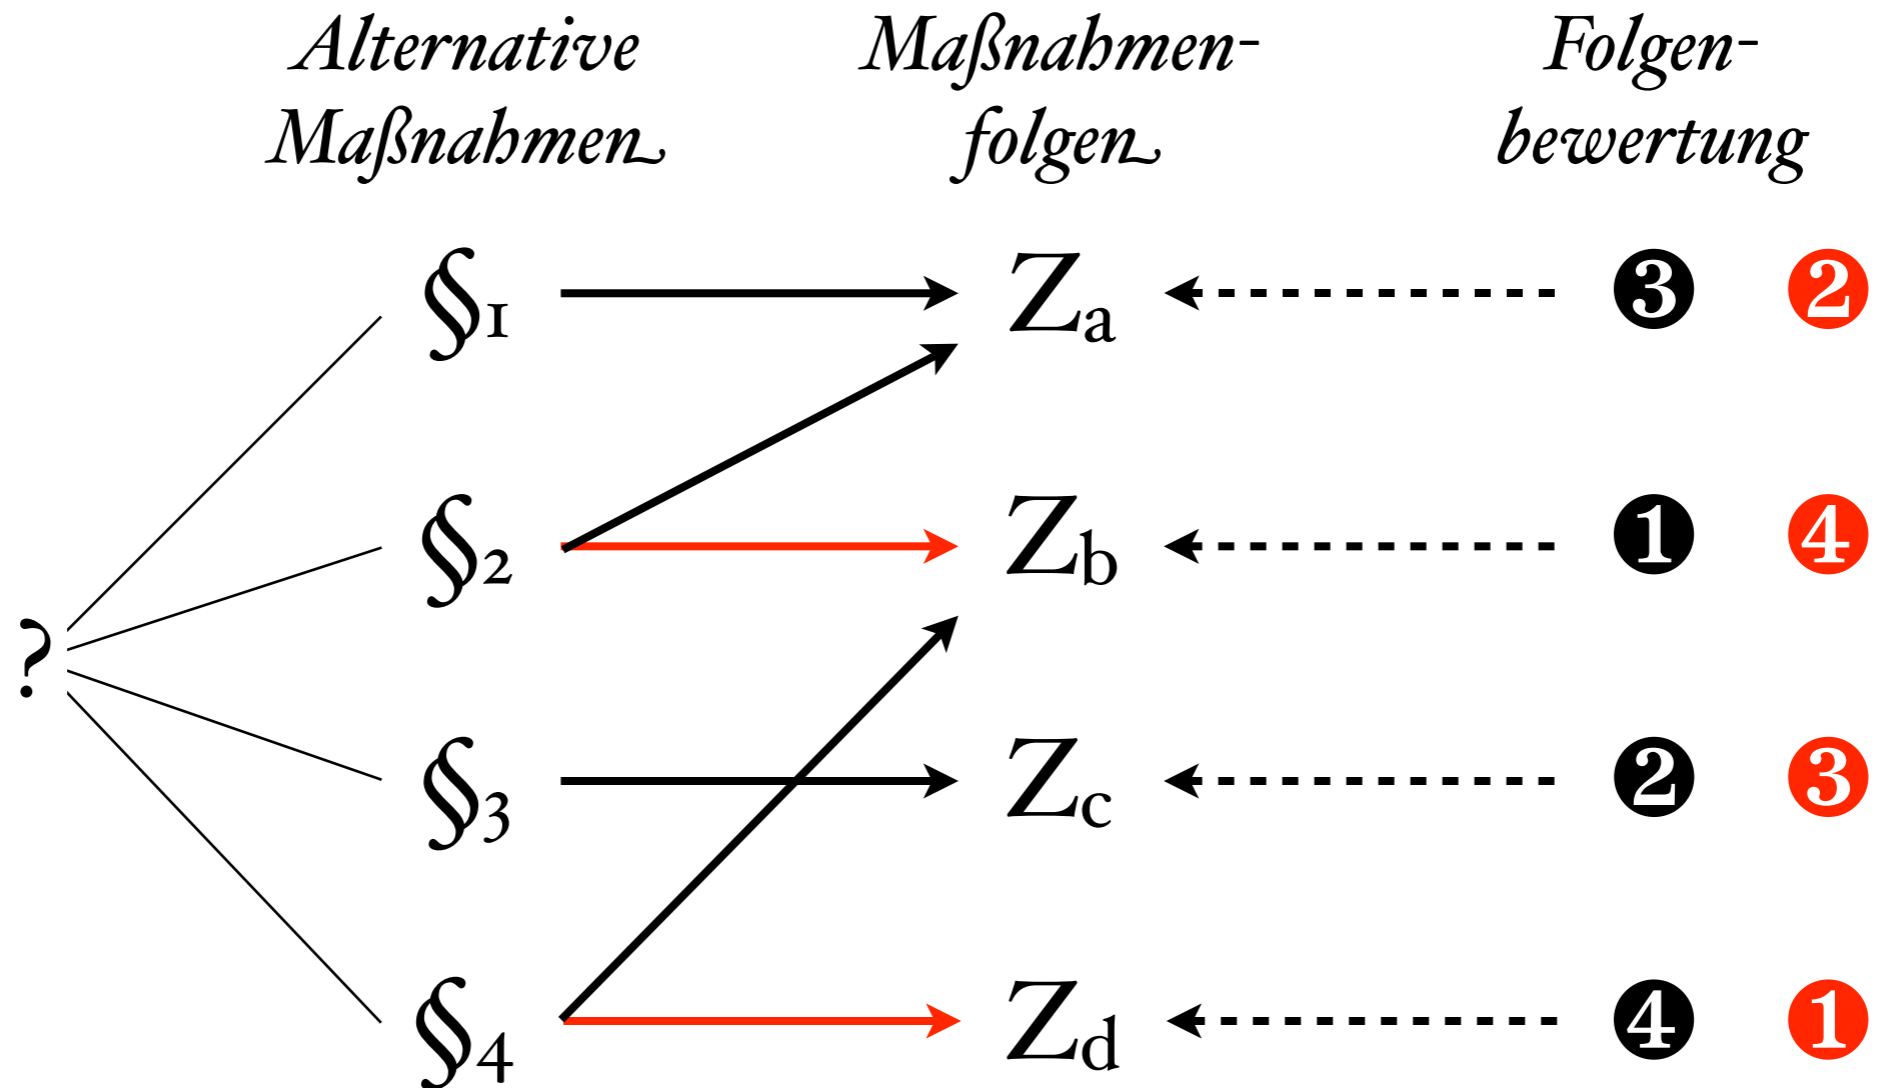 Alternative Maßnahmen- Folgen-
Maßnahmen folgen bewertung
§1 Za 3 2
§2 Zb 1 4
?
§3 Zc 2 3
§4 Zd 4 1